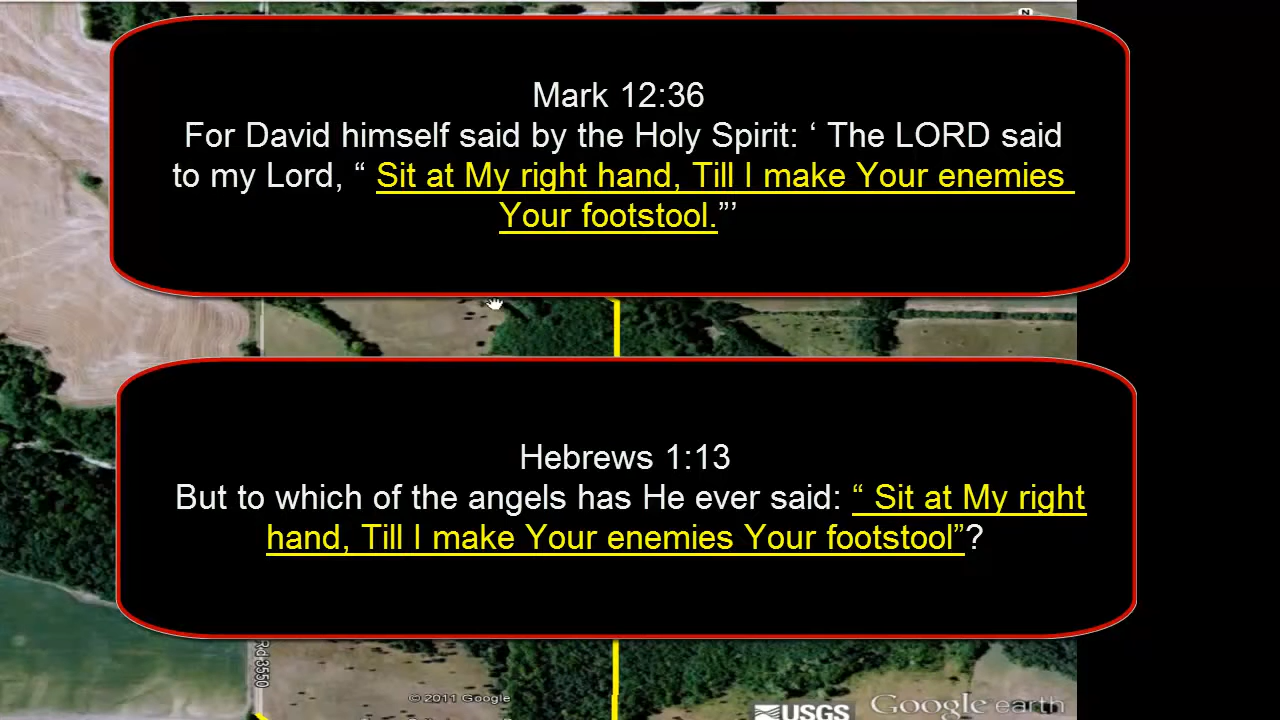 N
Mark 12:36
For David himself said by the Holy Spirit: ‘ The LORD said
to my Lord, “ Sit at My right hand, Till I make Your enemies
Your footstool.”’
Hebrews 1:13
But to which of the angels has He ever said: “ Sit at My right
hand, Till I make Your enemies Your footstool”?
Rd 3550
© 2011 Google
USGS
Google earth